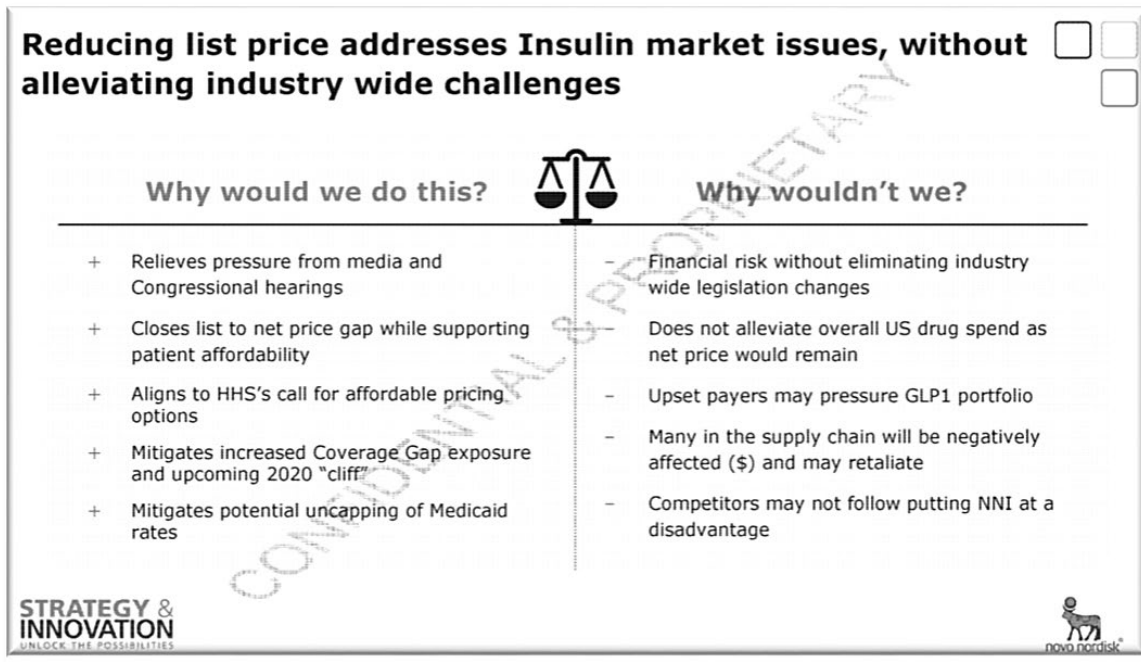 Reducing list price addresses Insulin market issues, without
alleviating industry wide challenges
Why would we do this?
+ Relieves pressure from media and
Congressional hearings
+ Closes list to net price gap while supporting
patient affordability
+ Aligns to HHS's call for affordable pricing
options
+ Mitigates increased Coverage Gap exposure
and upcoming 2020 “cliff”
+ Mitigates potential uncapping of Medicaid
rates
Why wouldn't we?
– Financial risk without eliminating industry
wide legislation changes
– Does not alleviate overall US drug spend as
net price would remain
– Upset payers may pressure GLP1 portfolio
– Many in the supply chain will be negatively
affected ($) and may retaliate
– Competitors may not follow putting NNI at a
disadvantage
CONFIDENTIAL & PROPRIETARY
STRATEGY &
INNOVATION
UNLOCK THE POSSIBILITIES
novo nordisk®